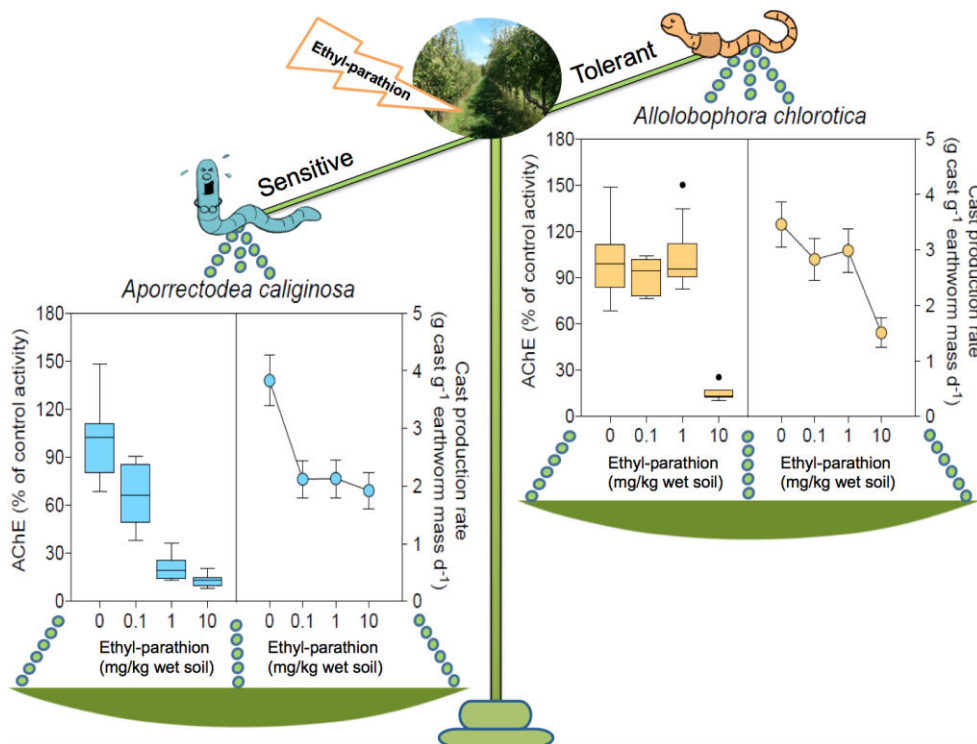 Ethyl-parathion
Tolerant
Sensitive
Allolobophora chlorotica
180
150
120
90
60
30
0
AChE (% of control activity)
5
4
3
2
1
0
Cast production rate
(g cast g⁻¹ earthworm mass d⁻¹)
0 0.1 1 10
0 0.1 1 10
Ethyl-parathion
(mg/kg wet soil)
Ethyl-parathion
(mg/kg wet soil)
Aporrectodea caliginosa
180
150
120
90
60
30
0
AChE (% of control activity)
5
4
3
2
1
0
Cast production rate
(g cast g⁻¹ earthworm mass d⁻¹)
0 0.1 1 10
0 0.1 1 10
Ethyl-parathion
(mg/kg wet soil)
Ethyl-parathion
(mg/kg wet soil)